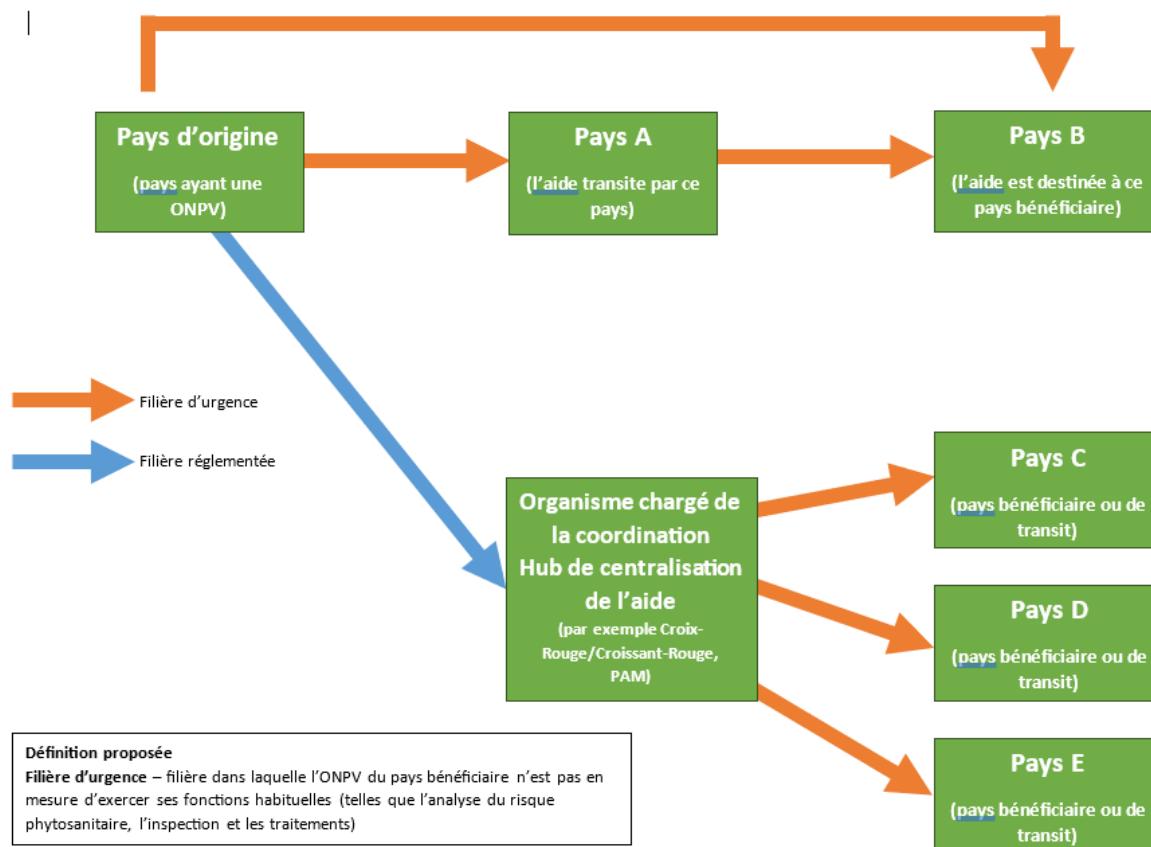 Pays d'origine
(pays ayant une
ONPV)
Pays A
(l'aide transite par ce
pays)
Pays B
(l'aide est destinée à ce
pays bénéficiaire)
Filière d'urgence
Filière réglementée
Organisme chargé de
la coordination
Hub de centralisation
de l'aide
(par exemple Croix-
Rouge/Croissant-Rouge,
PAM)
Pays C
(pays bénéficiaire ou de
transit)
Pays D
(pays bénéficiaire ou de
transit)
Pays E
(pays bénéficiaire ou de
transit)
Définition proposée
Filière d'urgence – filière dans laquelle l'ONPV du pays bénéficiaire n'est pas en
mesure d'exercer ses fonctions habituelles (telles que l'analyse du risque
phytosanitaire, l'inspection et les traitements)